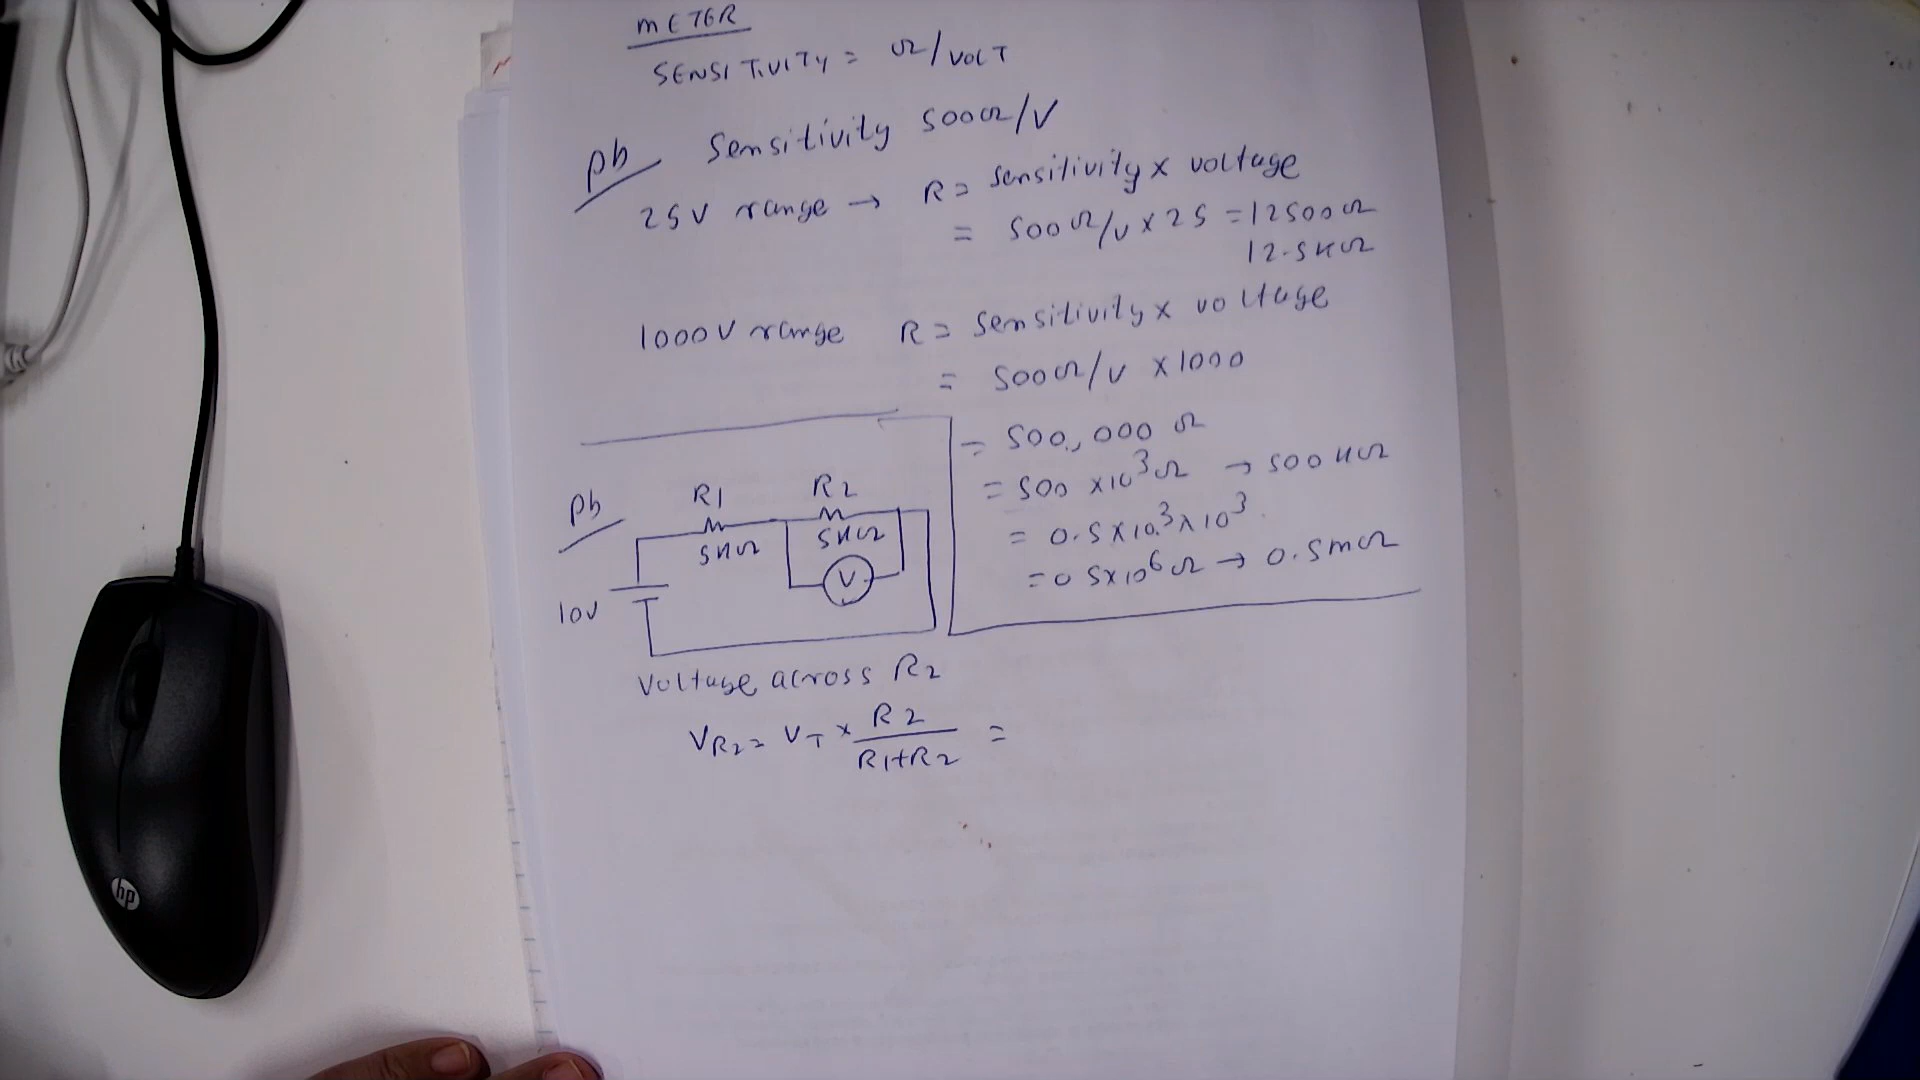 METER
SENSITIVITY = Ω/VOLT
pb Sensitivity 500Ω/V
25V range → R = sensitivity x voltage
= 500Ω/V x 25 = 12500Ω
12.5KΩ
1000V range R = sensitivity x voltage
= 500Ω/V x 1000
= 500,000 Ω
= 500 x10³Ω → 500KΩ
= 0.5x10³x10³
= 0.5x10⁶Ω → 0.5MΩ
pb
R1 R2
5KΩ 5KΩ
V
10V
Voltage across R2
VR2 = VT x R2 / R1+R2 =
hp